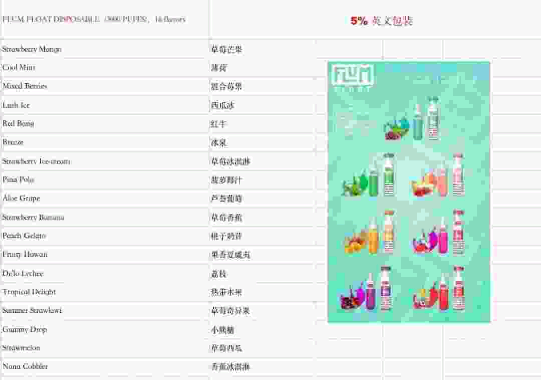 FLUM FLOAT DISPOSABLE (3000 PUFFS), 16 flavors
5% 英文包装
Strawberry Mango 草莓芒果
Cool Mint 薄荷
Mixed Berries 混合莓果
Lush Ice 西瓜冰
Red Bang 红牛
Breeze 冰泉
Strawberry Ice-cream 草莓冰淇淋
Pina Polo 菠萝椰汁
Aloe Grape 芦荟葡萄
Strawberry Banana 草莓香蕉
Peach Gelato 桃子奶昔
Fruity Hawaii 果香夏威夷
Lychee 荔枝
Tropical Delight 热带水果
Summer Strawkiwi 草莓奇异果
Gummy Drop 小熊糖
Strawmelon 草莓西瓜
Nana Cobbler 香蕉冰淇淋
FLUM
FLOAT